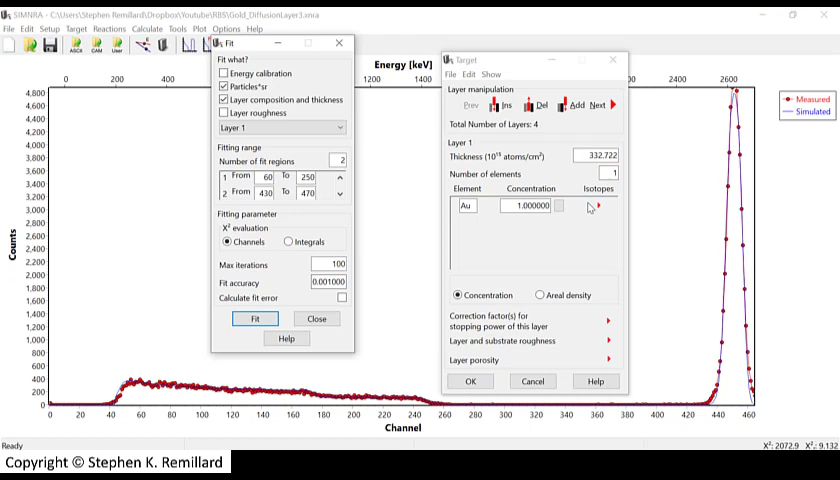 SIMNRA - C:\Users\Stephen Remillard\Dropbox\Youtube\RBS\Gold_DiffusionLayer3.xnra
File Edit Setup Target Reactions Calculate Tools Plot Options Help
ASCII CAM User
Fit
Fit what?
Energy calibration
Particles*sr
Layer composition and thickness
Layer roughness
Layer 1
Fitting range
Number of fit regions 2
1 From 60 To 250
2 From 430 To 470
Fitting parameter
X² evaluation
Channels Integrals
Max iterations 100
Fit accuracy 0.001000
Calculate fit error
Fit Close
Help
Target
File Edit Show
Layer manipulation
Prev Ins Del Add Next
Total Number of Layers: 4
Layer 1
Thickness (10¹⁵ atoms/cm²) 332.722
Number of elements 1
Element Concentration Isotopes
Au 1.000000
Concentration Areal density
Correction factor(s) for
stopping power of this layer
Layer and substrate roughness
Layer porosity
OK Cancel Help
Energy [keV]
0 200 400 1200 1400 2400 2600
Measured
Simulated
Counts
4,800
4,600
4,400
4,200
4,000
3,800
3,600
3,400
3,200
3,000
2,800
2,600
2,400
2,200
2,000
1,800
1,600
1,400
1,200
1,000
800
600
400
200
0
0 20 40 60 80 100 120 140 160 180 200 220 240 260 280 300 320 340 360 380 400 420 440 460
Channel
Ready X²: 2072.9
Copyright © Stephen K. Remillard